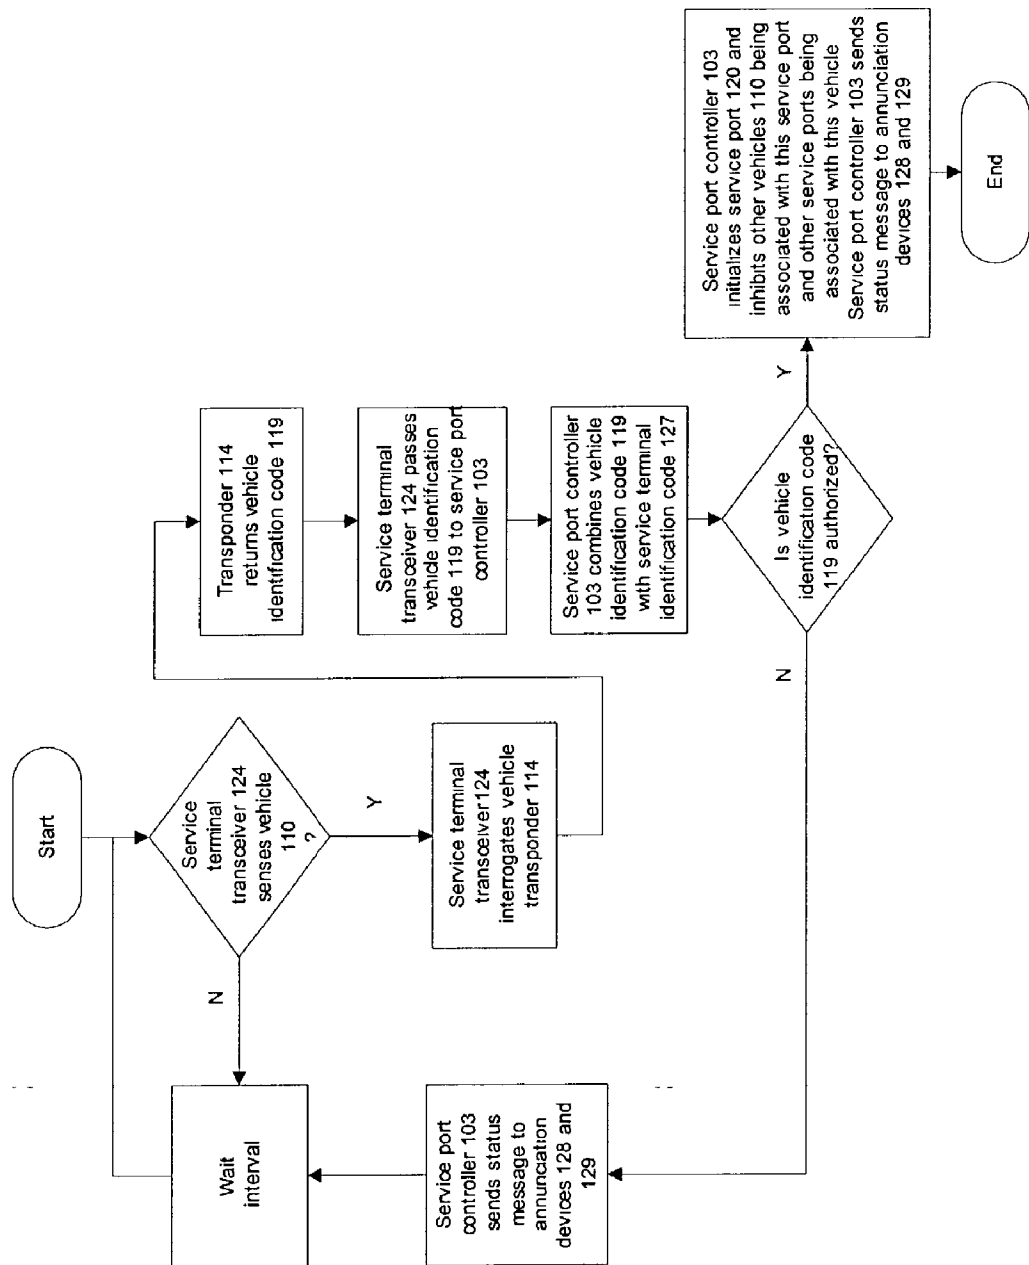 Start
Service
terminal
transceiver 124
senses vehicle
110
?
N
Y
Wait
interval
Service terminal
transceiver124
interrogates vehicle
transponder 114
Transponder 114
returns vehicle
identification code 119
Service terminal
transceiver 124 passes
vehicle identification
code 119 to service port
controller 103
Service port controller
103 combines vehicle
identification code 119
with service terminal
identification code 127
Is vehicle
identification code
119 authorized?
N
Y
Service port
controller 103
sends status
message to
annunciation
devices 128 and
129
Service port controller 103
initializes service port 120 and
inhibits other vehicles 110 being
associated with this service port
and other service ports being
associated with this vehicle
Service port controller 103 sends
status message to annunciation
devices 128 and 129
End